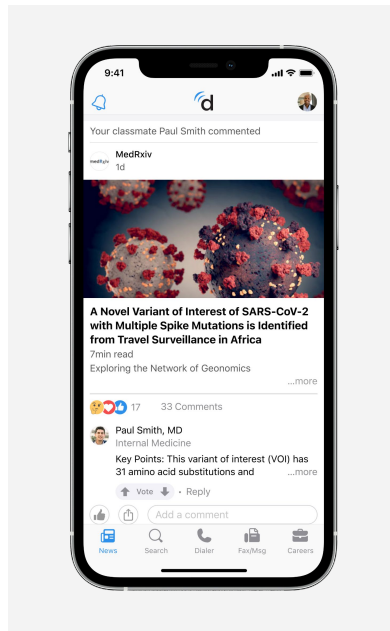 9:41
d
Your classmate Paul Smith commented
medRxiv
MedRxiv
1d
A Novel Variant of Interest of SARS-CoV-2
with Multiple Spike Mutations is Identified
from Travel Surveillance in Africa
7min read
Exploring the Network of Geonomics
...more
17 33 Comments
Paul Smith, MD
Internal Medicine
Key Points: This variant of interest (VOI) has
31 amino acid substitutions and ...more
Vote • Reply
Add a comment
News Search Dialer Fax/Msg Careers